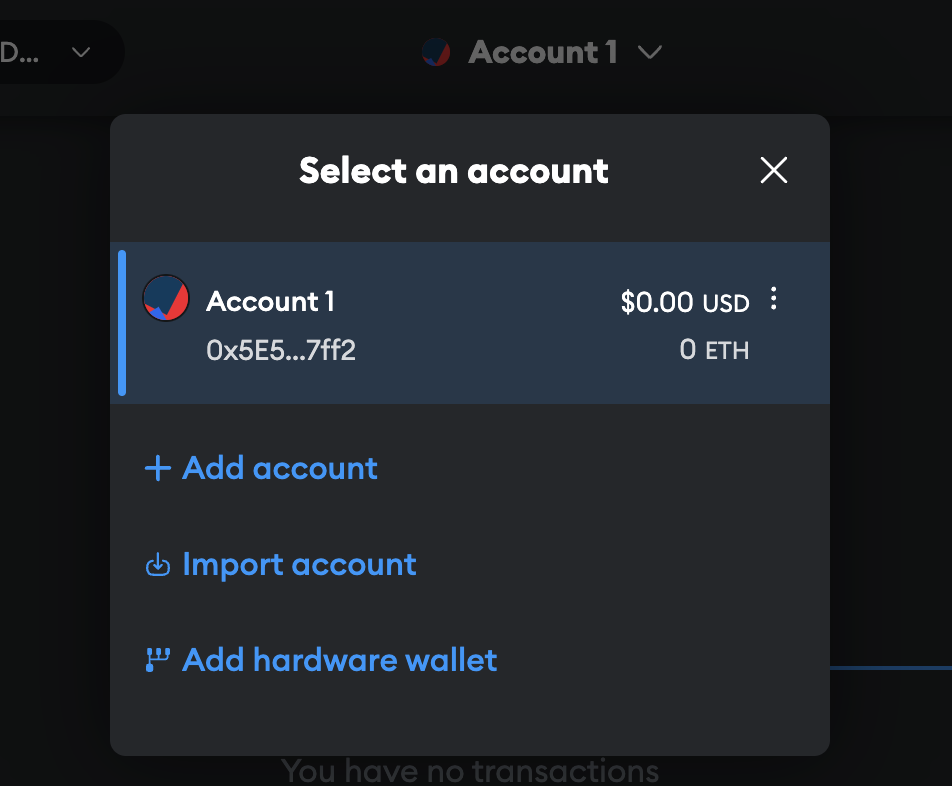 D...
Account 1
Select an account
Account 1
$0.00 USD
0x5E5...7ff2
0 ETH
+ Add account
Import account
Add hardware wallet
You have no transactions